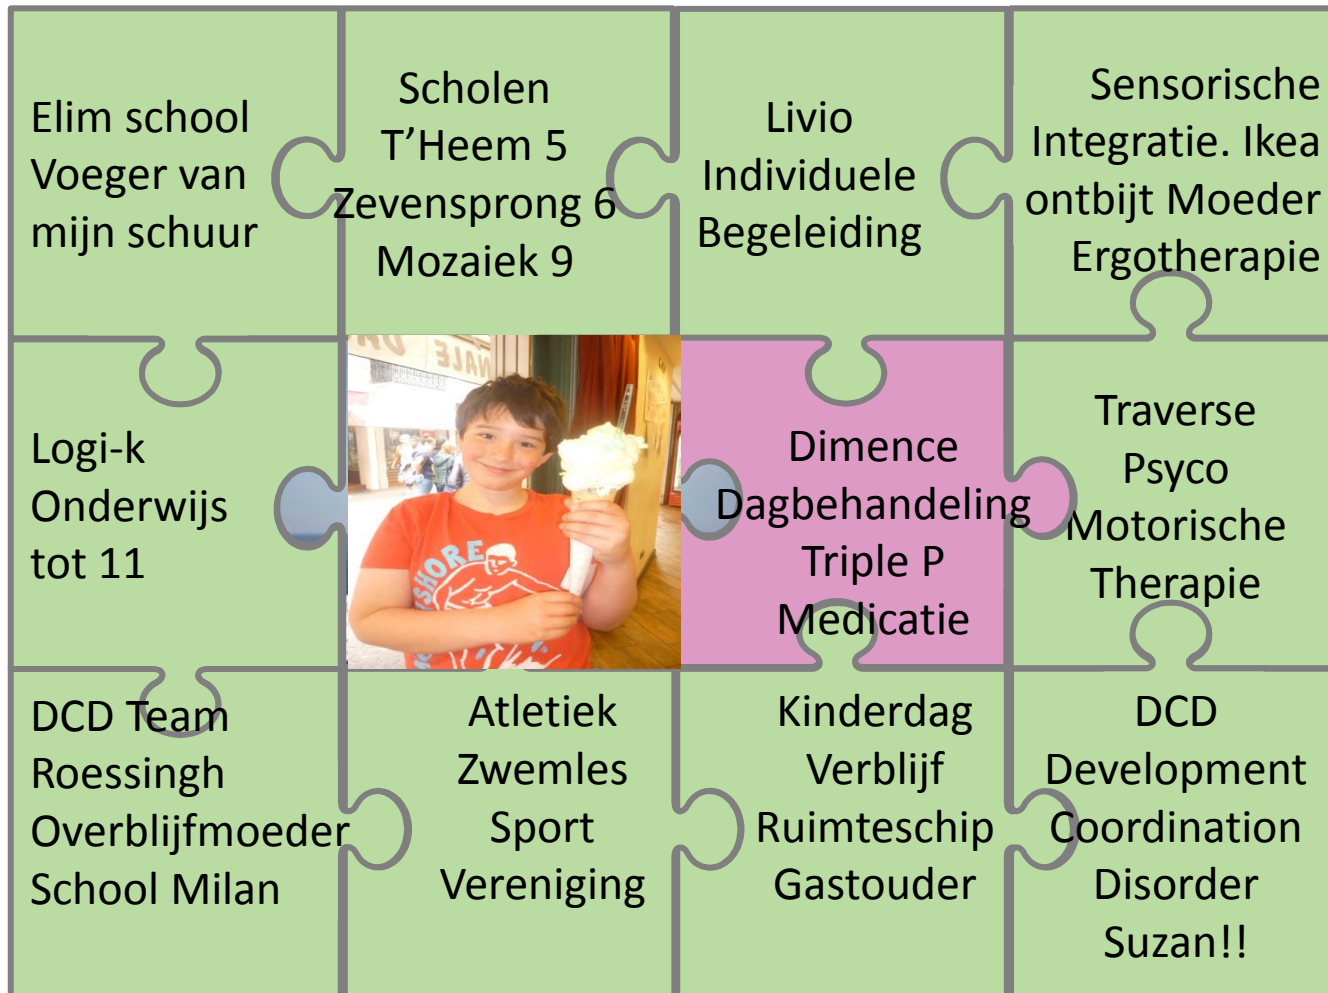 Elim school
Voeger van
mijn schuur
Scholen
T’Heem 5
Zevensprong 6
Mozaiek 9
Livio
Individuele
Begeleiding
Sensorische
Integratie. Ikea
ontbijt Moeder
Ergotherapie
Logi-k
Onderwijs
tot 11
SHORE
Dimence
Dagbehandeling
Triple P
Medicatie
Traverse
Psyco
Motorische
Therapie
DCD Team
Roessingh
Overblijfmoeder
School Milan
Atletiek
Zwemles
Sport
Vereniging
Kinderdag
Verblijf
Ruimteschip
Gastouder
DCD
Development
Coordination
Disorder
Suzan!!